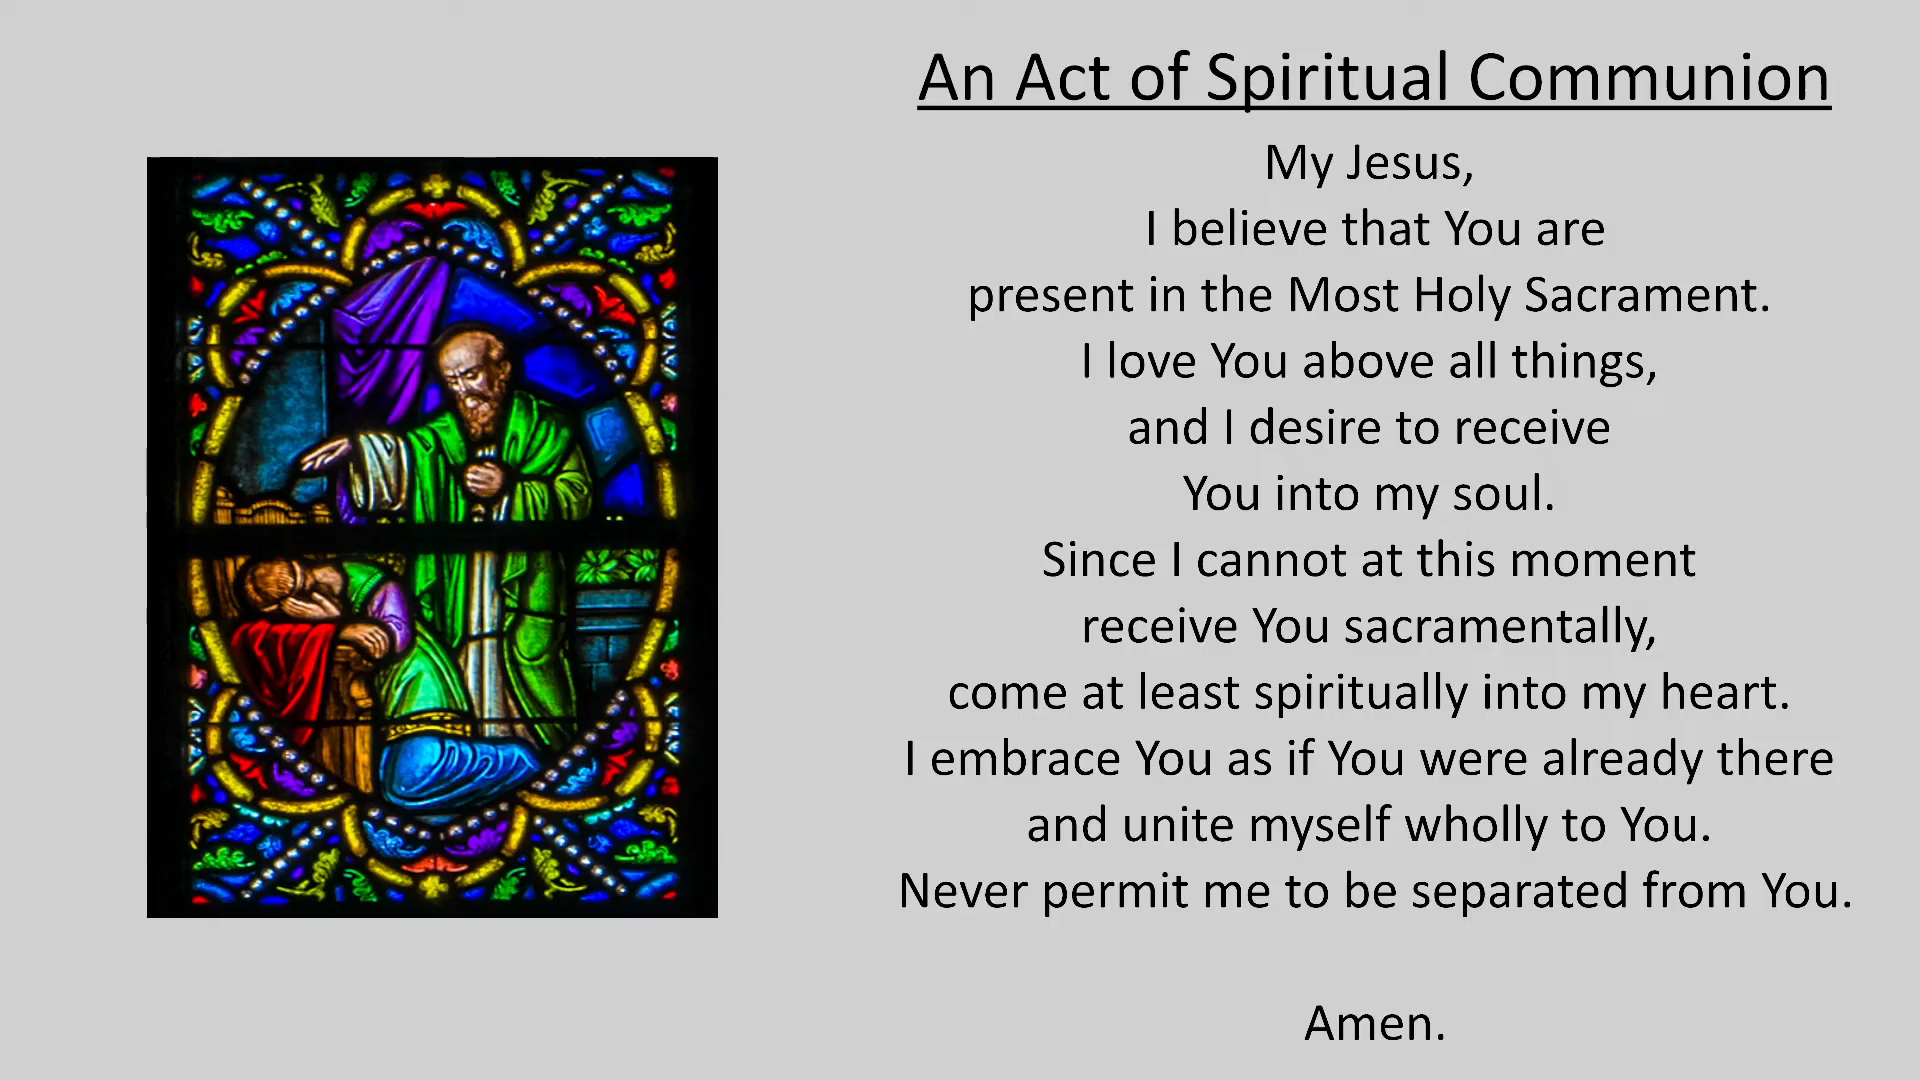 An Act of Spiritual Communion
My Jesus,
I believe that You are
present in the Most Holy Sacrament.
I love You above all things,
and I desire to receive
You into my soul.
Since I cannot at this moment
receive You sacramentally,
come at least spiritually into my heart.
I embrace You as if You were already there
and unite myself wholly to You.
Never permit me to be separated from You.
Amen.